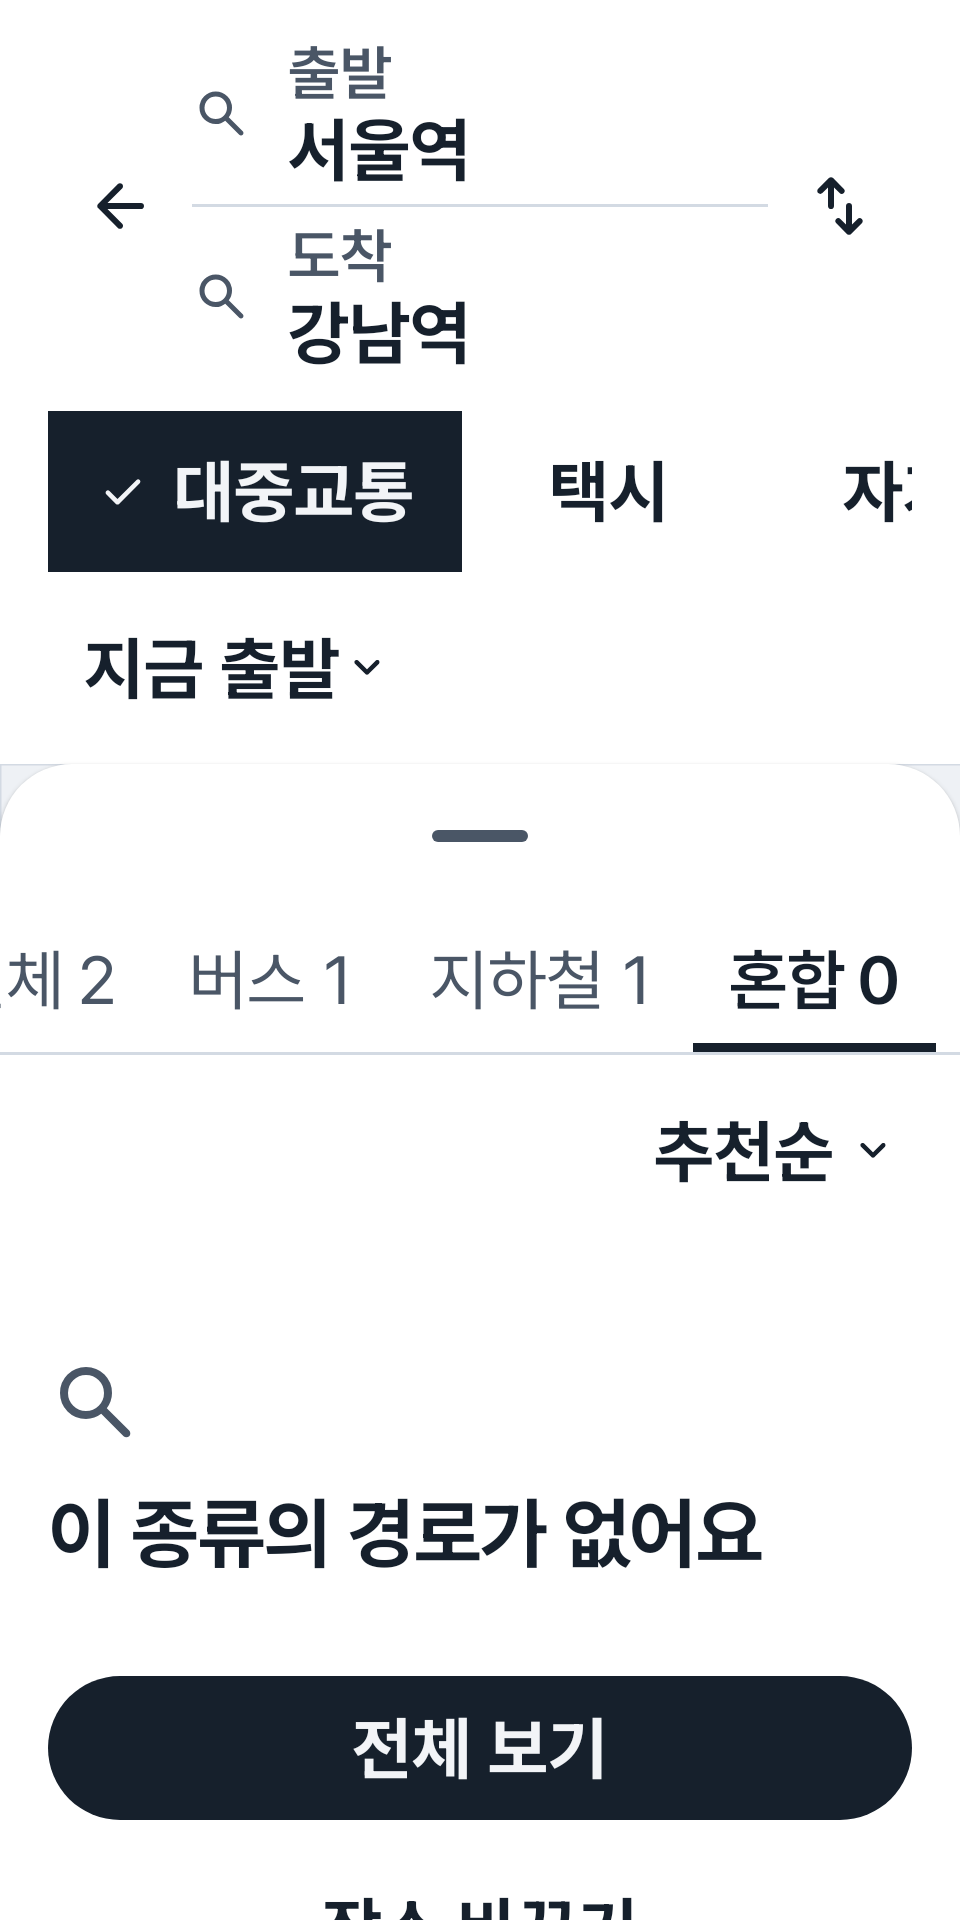 출발
서울역
도착
강남역
대중교통 택시
지금 출발
체 2 버스 1 지하철 1 혼합 0
추천순
이 종류의 경로가 없어요
전체 보기